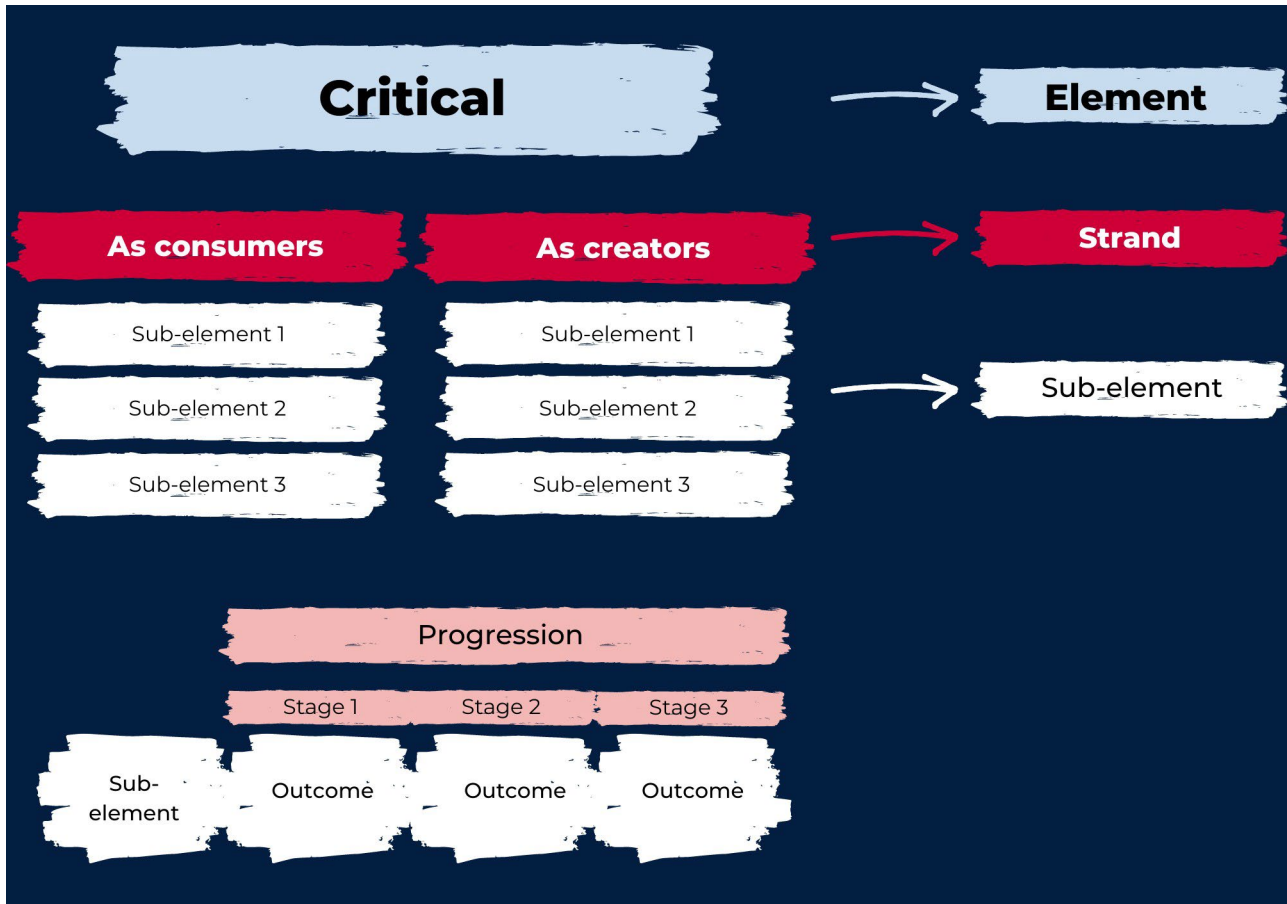 Critical
Element
As consumers
As creators
Strand
Sub-element 1
Sub-element 1
Sub-element 2
Sub-element 2
Sub-element
Sub-element 3
Sub-element 3
Progression
Stage 1
Stage 2
Stage 3
Sub-
element
Outcome
Outcome
Outcome